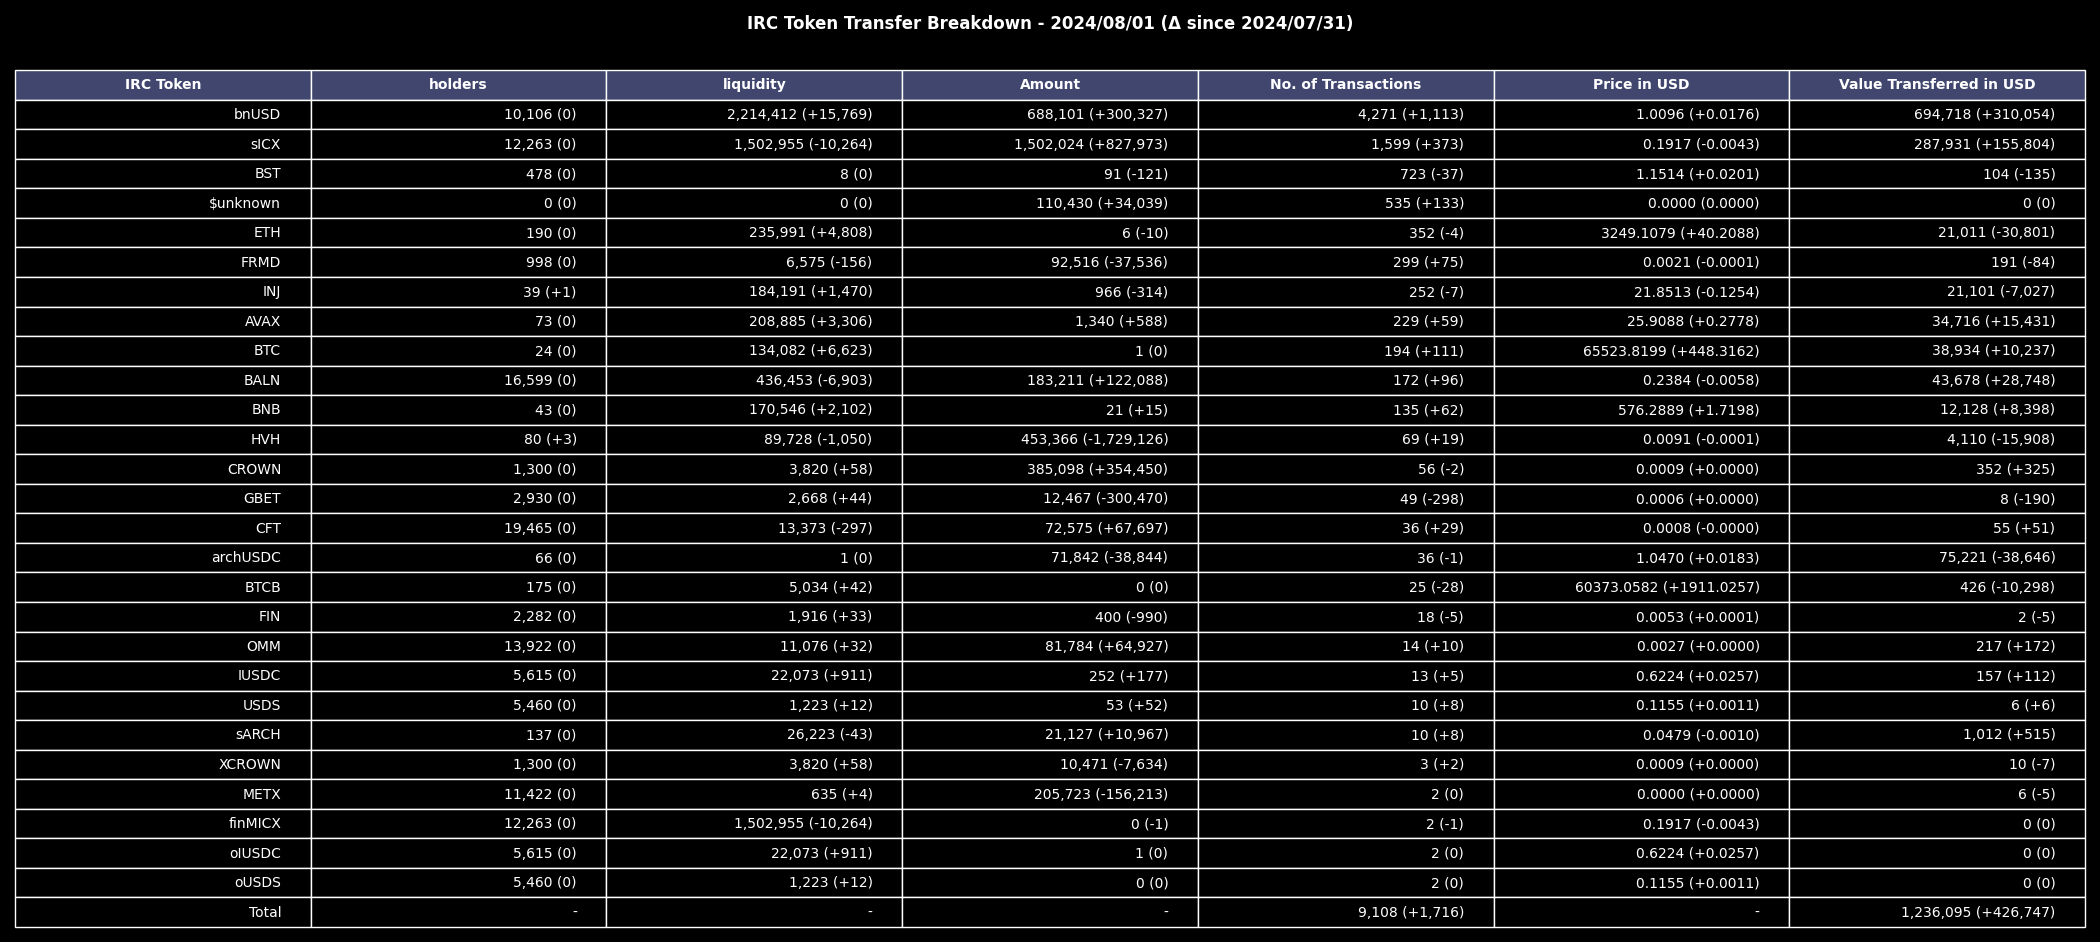 IRC Token Transfer Breakdown - 2024/08/01 (Δ since 2024/07/31)
IRC Token holders liquidity Amount No. of Transactions Price in USD Value Transferred in USD
bnUSD 10,106 (0) 2,214,412 (+15,769) 688,101 (+300,327) 4,271 (+1,113) 1.0096 (+0.0176) 694,718 (+310,054)
sICX 12,263 (0) 1,502,955 (-10,264) 1,502,024 (+827,973) 1,599 (+373) 0.1917 (-0.0043) 287,931 (+155,804)
BST 478 (0) 8 (0) 91 (-121) 723 (-37) 1.1514 (+0.0201) 104 (-135)
$unknown 0 (0) 0 (0) 110,430 (+34,039) 535 (+133) 0.0000 (0.0000) 0 (0)
ETH 190 (0) 235,991 (+4,808) 6 (-10) 352 (-4) 3249.1079 (+40.2088) 21,011 (-30,801)
FRMD 998 (0) 6,575 (-156) 92,516 (-37,536) 299 (+75) 0.0021 (-0.0001) 191 (-84)
INJ 39 (+1) 184,191 (+1,470) 966 (-314) 252 (-7) 21.8513 (-0.1254) 21,101 (-7,027)
AVAX 73 (0) 208,885 (+3,306) 1,340 (+588) 229 (+59) 25.9088 (+0.2778) 34,716 (+15,431)
BTC 24 (0) 134,082 (+6,623) 1 (0) 194 (+111) 65523.8199 (+448.3162) 38,934 (+10,237)
BALN 16,599 (0) 436,453 (-6,903) 183,211 (+122,088) 172 (+96) 0.2384 (-0.0058) 43,678 (+28,748)
BNB 43 (0) 170,546 (+2,102) 21 (+15) 135 (+62) 576.2889 (+1.7198) 12,128 (+8,398)
HVH 80 (+3) 89,728 (-1,050) 453,366 (-1,729,126) 69 (+19) 0.0091 (-0.0001) 4,110 (-15,908)
CROWN 1,300 (0) 3,820 (+58) 385,098 (+354,450) 56 (-2) 0.0009 (+0.0000) 352 (+325)
GBET 2,930 (0) 2,668 (+44) 12,467 (-300,470) 49 (-298) 0.0006 (+0.0000) 8 (-190)
CFT 19,465 (0) 13,373 (-297) 72,575 (+67,697) 36 (+29) 0.0008 (-0.0000) 55 (+51)
archUSDC 66 (0) 1 (0) 71,842 (-38,844) 36 (-1) 1.0470 (+0.0183) 75,221 (-38,646)
BTCB 175 (0) 5,034 (+42) 0 (0) 25 (-28) 60373.0582 (+1911.0257) 426 (-10,298)
FIN 2,282 (0) 1,916 (+33) 400 (-990) 18 (-5) 0.0053 (+0.0001) 2 (-5)
OMM 13,922 (0) 11,076 (+32) 81,784 (+64,927) 14 (+10) 0.0027 (+0.0000) 217 (+172)
IUSDC 5,615 (0) 22,073 (+911) 252 (+177) 13 (+5) 0.6224 (+0.0257) 157 (+112)
USDS 5,460 (0) 1,223 (+12) 53 (+52) 10 (+8) 0.1155 (+0.0011) 6 (+6)
sARCH 137 (0) 26,223 (-43) 21,127 (+10,967) 10 (+8) 0.0479 (-0.0010) 1,012 (+515)
XCROWN 1,300 (0) 3,820 (+58) 10,471 (-7,634) 3 (+2) 0.0009 (+0.0000) 10 (-7)
METX 11,422 (0) 635 (+4) 205,723 (-156,213) 2 (0) 0.0000 (+0.0000) 6 (-5)
finMICX 12,263 (0) 1,502,955 (-10,264) 0 (-1) 2 (-1) 0.1917 (-0.0043) 0 (0)
oIUSDC 5,615 (0) 22,073 (+911) 1 (0) 2 (0) 0.6224 (+0.0257) 0 (0)
oUSDS 5,460 (0) 1,223 (+12) 0 (0) 2 (0) 0.1155 (+0.0011) 0 (0)
Total - - - 9,108 (+1,716) - 1,236,095 (+426,747)